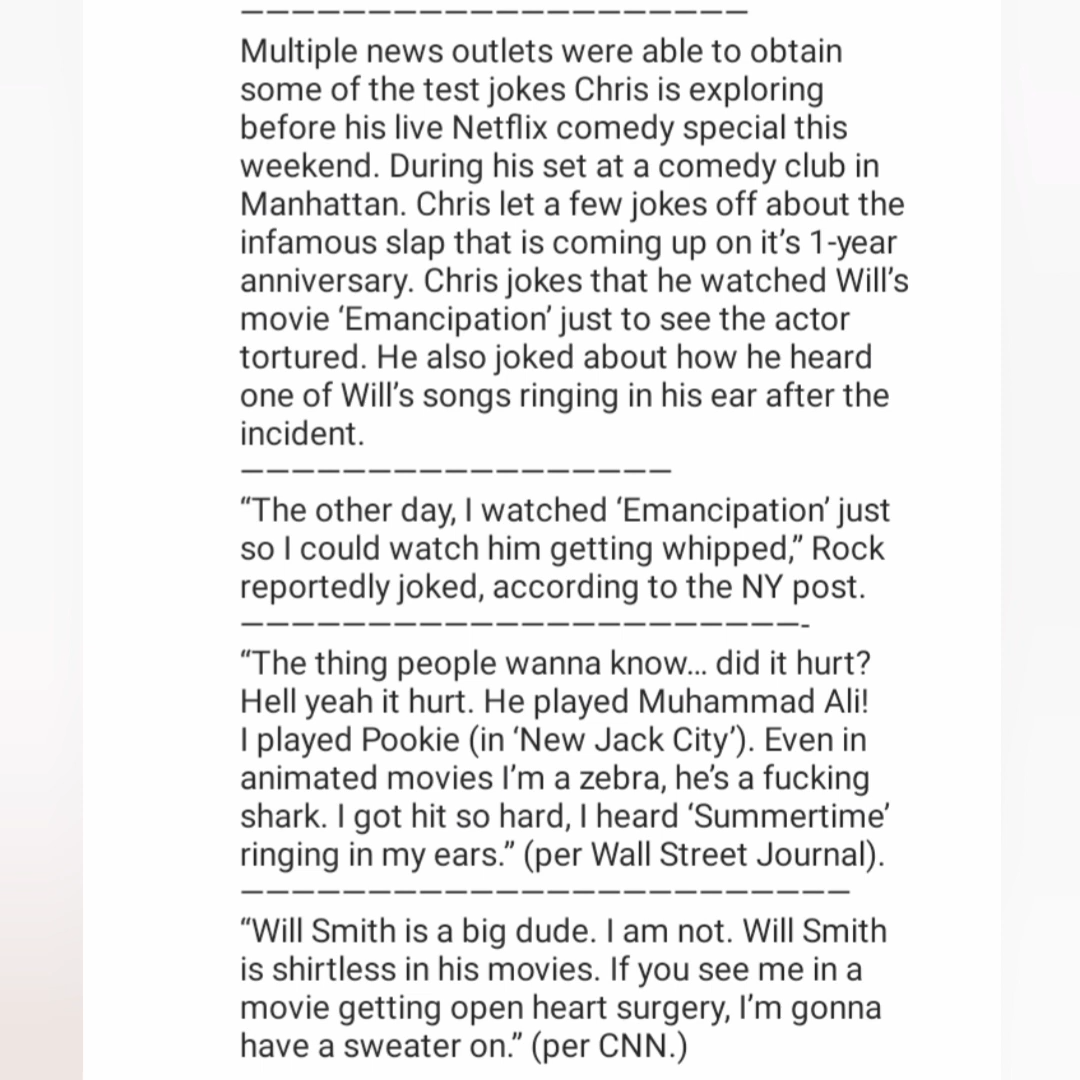 ————————————————————
Multiple news outlets were able to obtain
some of the test jokes Chris is exploring
before his live Netflix comedy special this
weekend. During his set at a comedy club in
Manhattan. Chris let a few jokes off about the
infamous slap that is coming up on it’s 1-year
anniversary. Chris jokes that he watched Will’s
movie ‘Emancipation’ just to see the actor
tortured. He also joked about how he heard
one of Will’s songs ringing in his ear after the
incident.
—————————————————
“The other day, I watched ‘Emancipation’ just
so I could watch him getting whipped,” Rock
reportedly joked, according to the NY post.
——————————————————————-
“The thing people wanna know... did it hurt?
Hell yeah it hurt. He played Muhammad Ali!
I played Pookie (in ‘New Jack City’). Even in
animated movies I’m a zebra, he’s a fucking
shark. I got hit so hard, I heard ‘Summertime’
ringing in my ears.” (per Wall Street Journal).
————————————————————————
“Will Smith is a big dude. I am not. Will Smith
is shirtless in his movies. If you see me in a
movie getting open heart surgery, I’m gonna
have a sweater on.” (per CNN.)